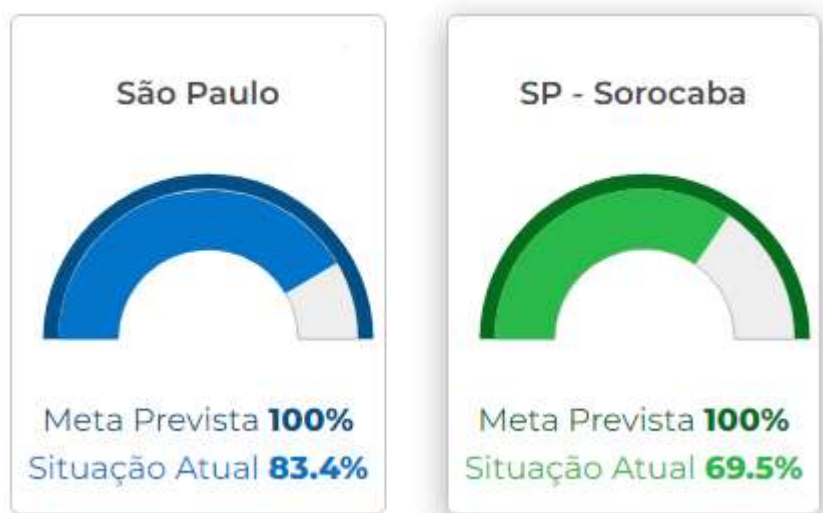 São Paulo
Meta Prevista 100%
Situação Atual 83.4%
SP - Sorocaba
Meta Prevista 100%
Situação Atual 69.5%